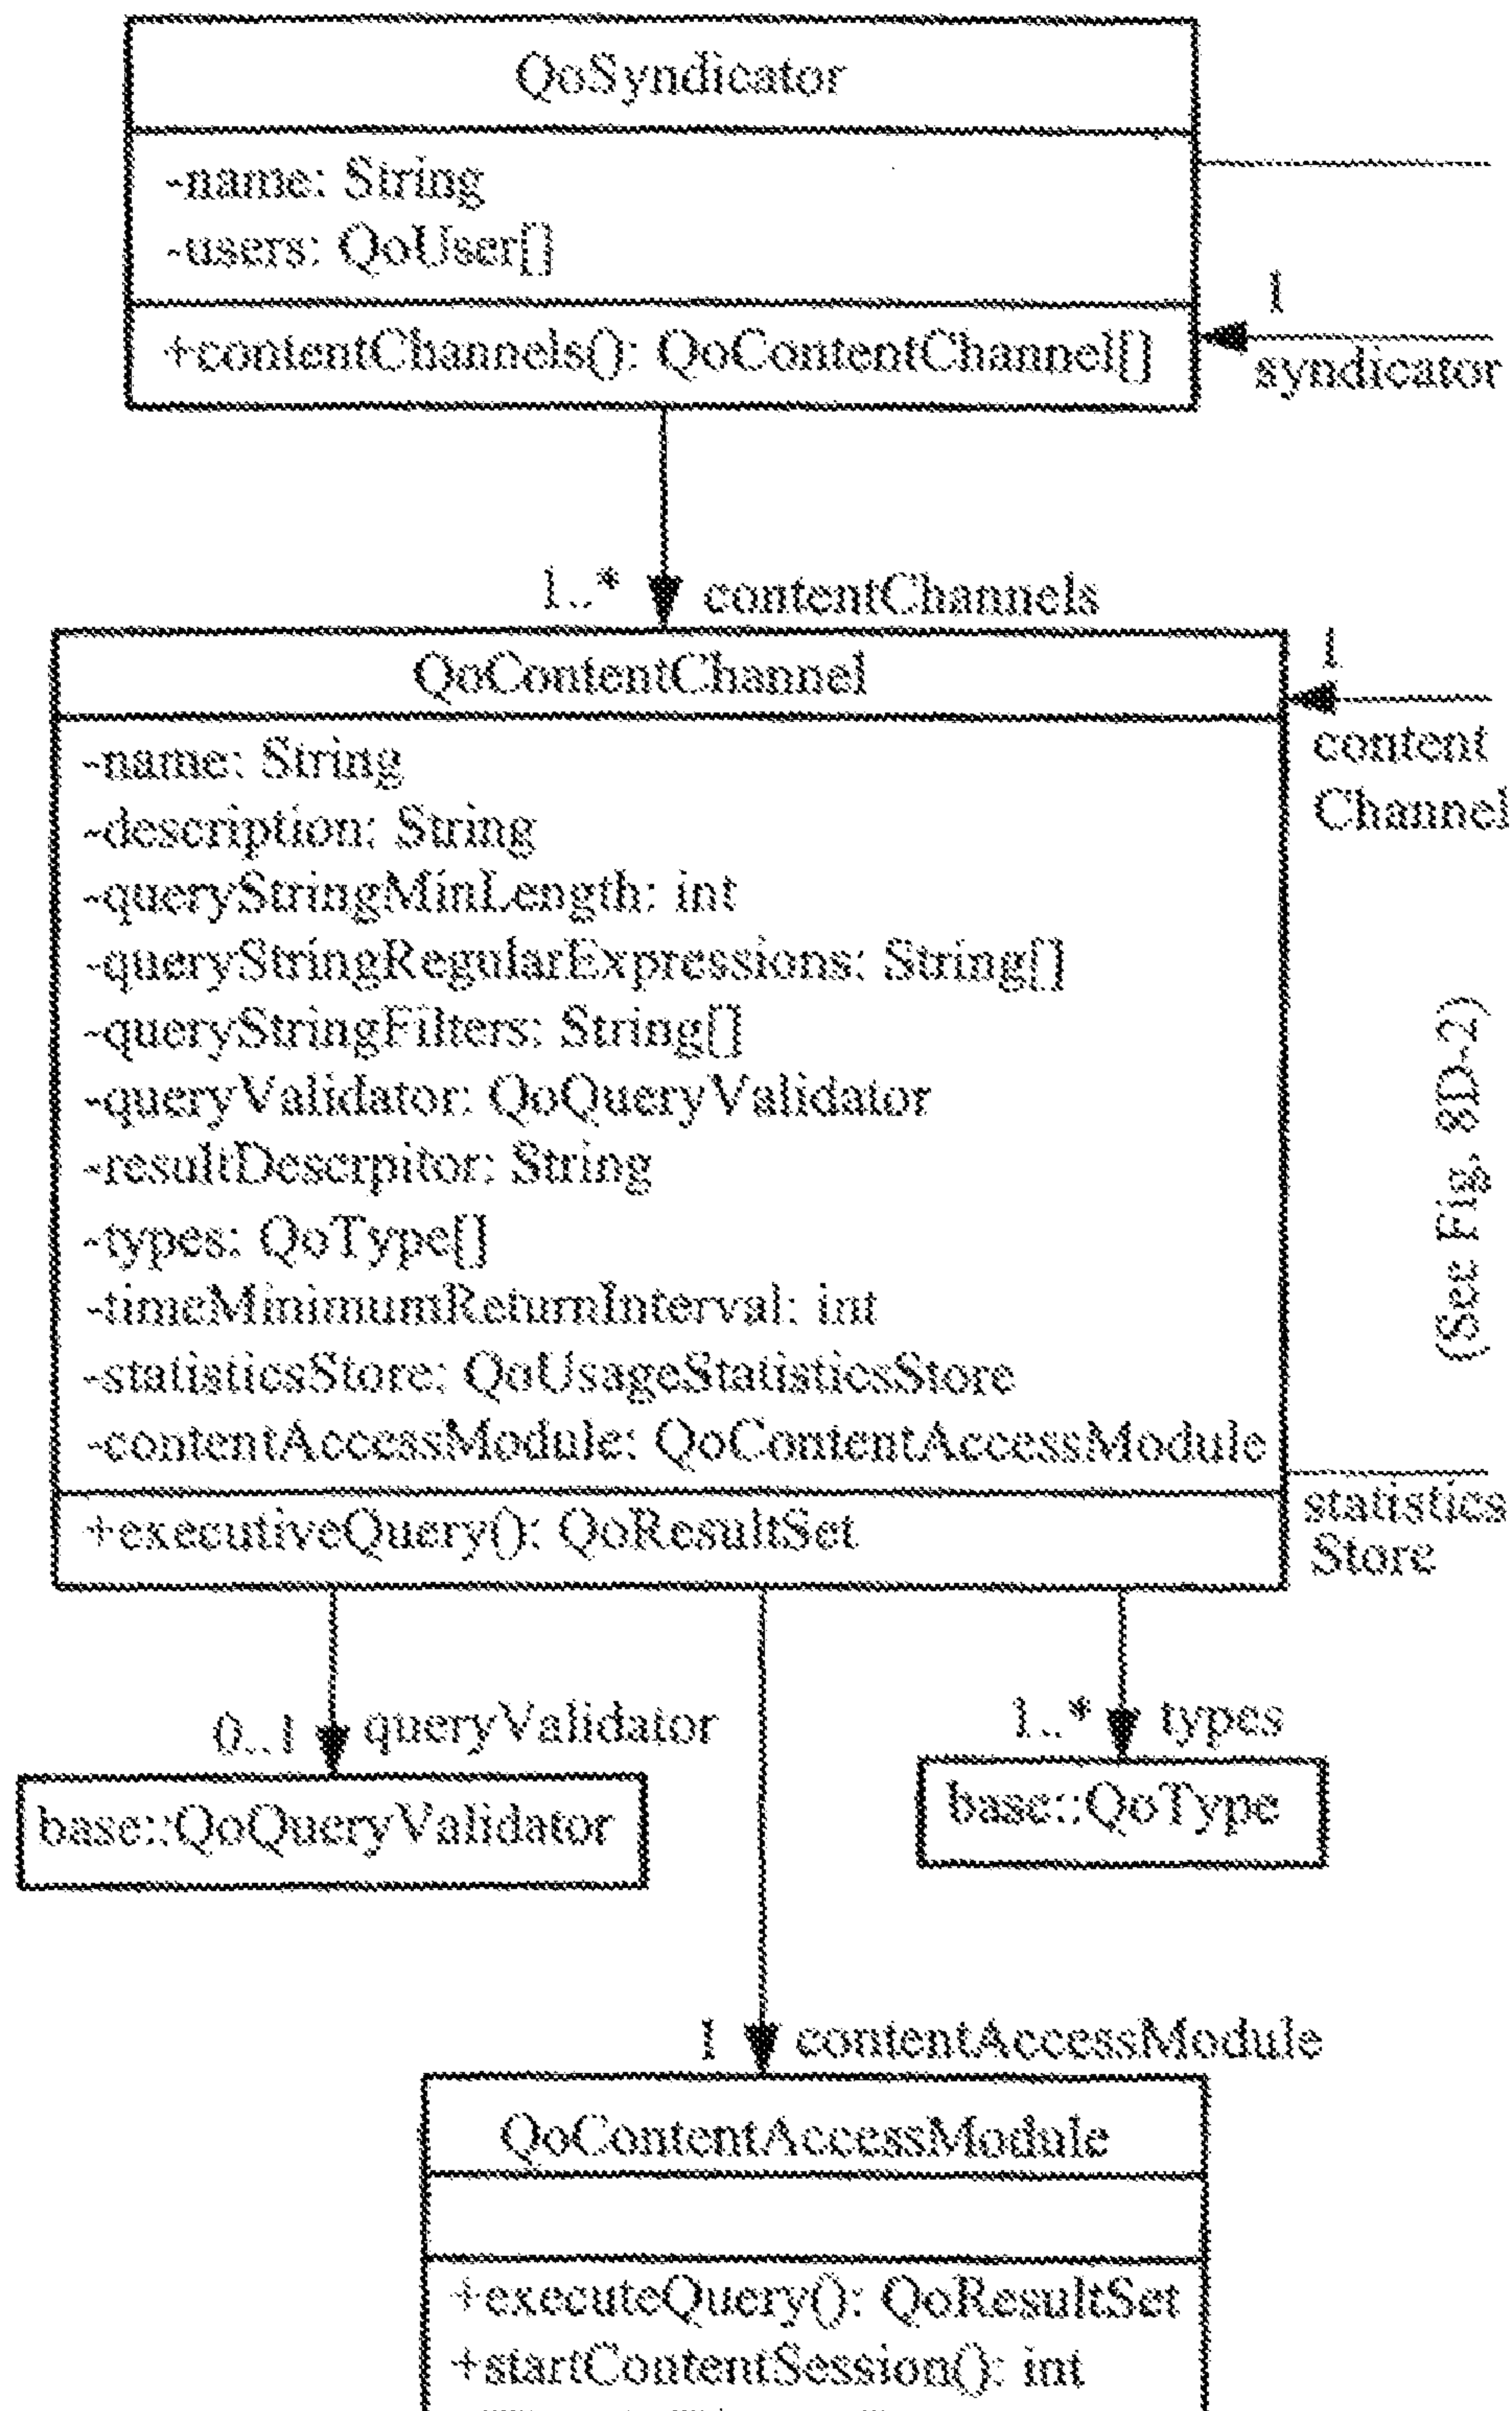 QoSyndicator
-name: String
-users: QoUser[]
+contentChannels(): QoContentChannel[]
1
syndicator
1..* contentChannels
QoContentChannel
1
content
Channel
-name: String
-description: String
-queryStringMinLength: int
-queryStringRegularExpressions: String[]
-queryStringFilters: String[]
-queryValidator: QoQueryValidator
-resultDescrpitor: String
-types: QoType[]
-timeMinimumReturnInterval: int
-statisticsStore: QoUsageStatisticsStore
-contentAccessModule: QoContentAccessModule
+executiveQuery(): QoResultSet
statistics
Store
(See Fig. 8D-2)
0..1 queryValidator
1..* types
base::QoQueryValidator
base::QoType
1 contentAccessModule
QoContentAccessModule
+executeQuery(): QoResultSet
+startContentSession(): int